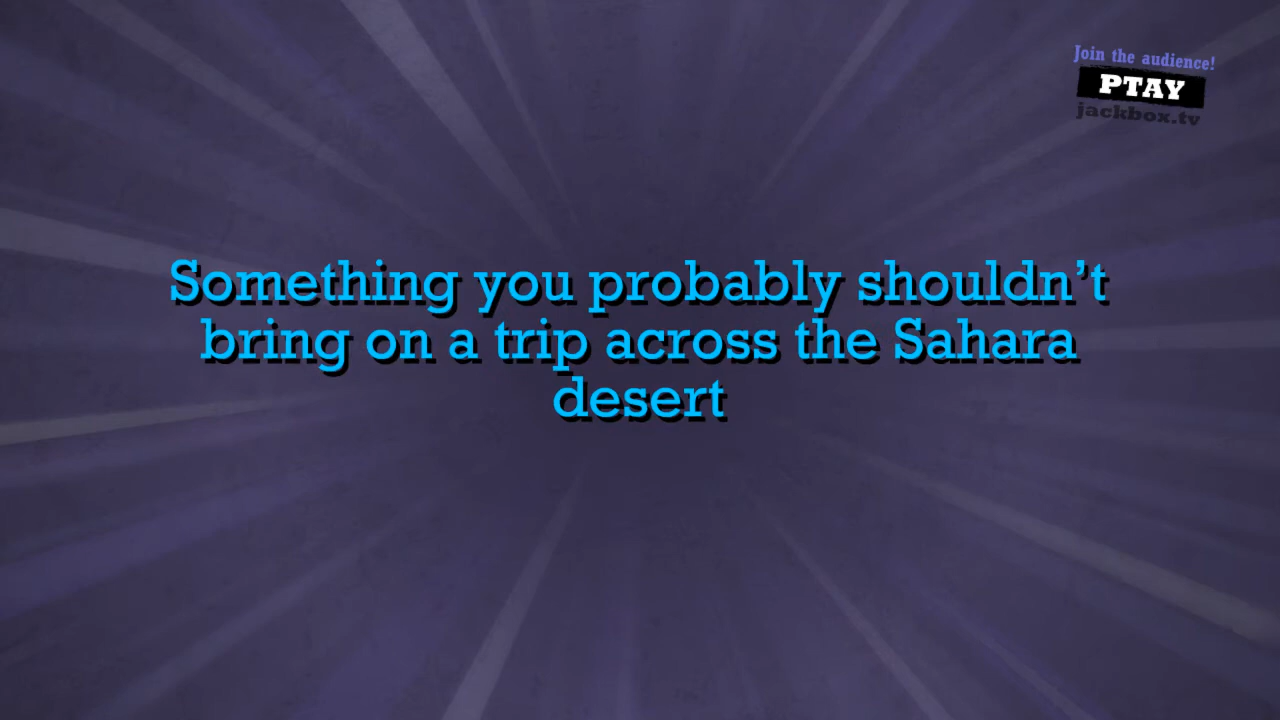 Join the audience!
PTAY
jackbox.tv
Something you probably shouldn’t
bring on a trip across the Sahara
desert